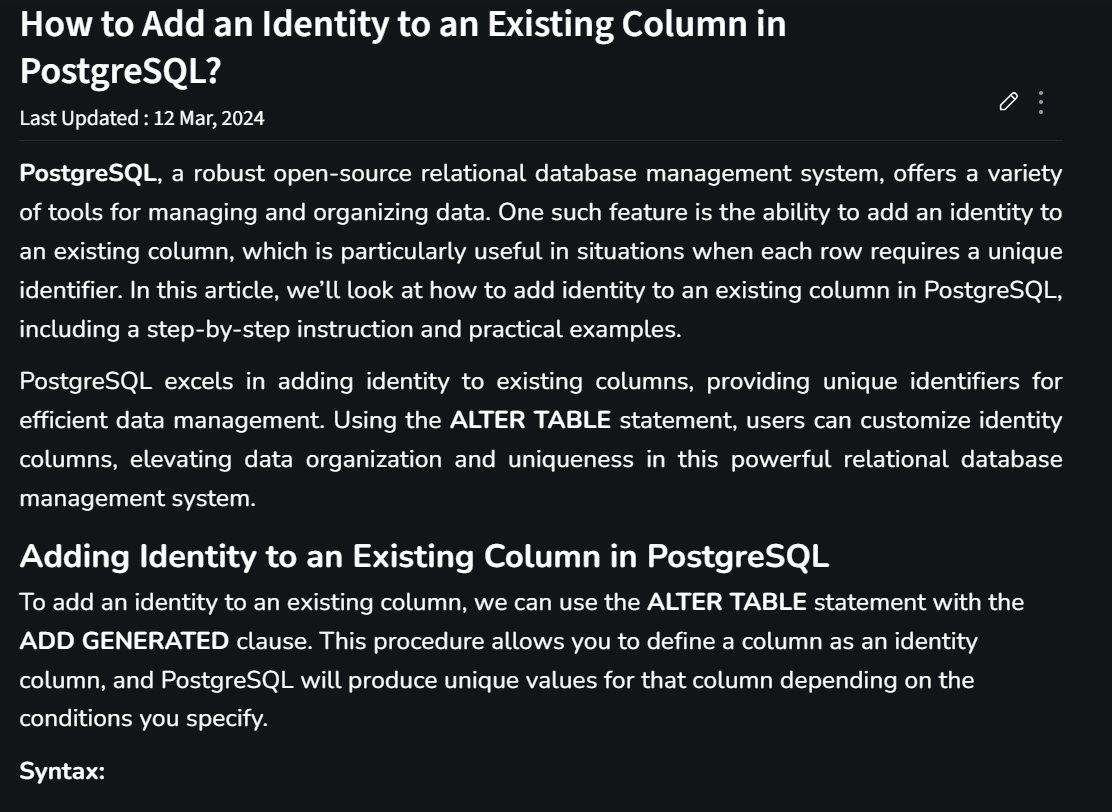 How to Add an Identity to an Existing Column in
PostgreSQL?
Last Updated : 12 Mar, 2024
PostgreSQL, a robust open-source relational database management system, offers a variety
of tools for managing and organizing data. One such feature is the ability to add an identity to
an existing column, which is particularly useful in situations when each row requires a unique
identifier. In this article, we’ll look at how to add identity to an existing column in PostgreSQL,
including a step-by-step instruction and practical examples.
PostgreSQL excels in adding identity to existing columns, providing unique identifiers for
efficient data management. Using the ALTER TABLE statement, users can customize identity
columns, elevating data organization and uniqueness in this powerful relational database
management system.
Adding Identity to an Existing Column in PostgreSQL
To add an identity to an existing column, we can use the ALTER TABLE statement with the
ADD GENERATED clause. This procedure allows you to define a column as an identity
column, and PostgreSQL will produce unique values for that column depending on the
conditions you specify.
Syntax: